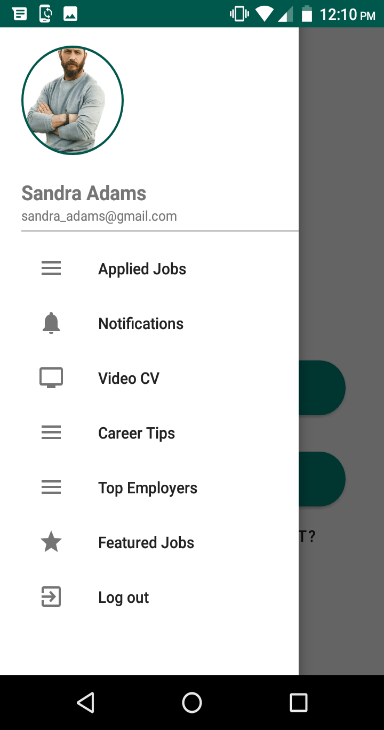 12:10 PM
Sandra Adams
sandra_adams@gmail.com
Applied Jobs
Notifications
Video CV
Career Tips
Top Employers
T?
Featured Jobs
Log out